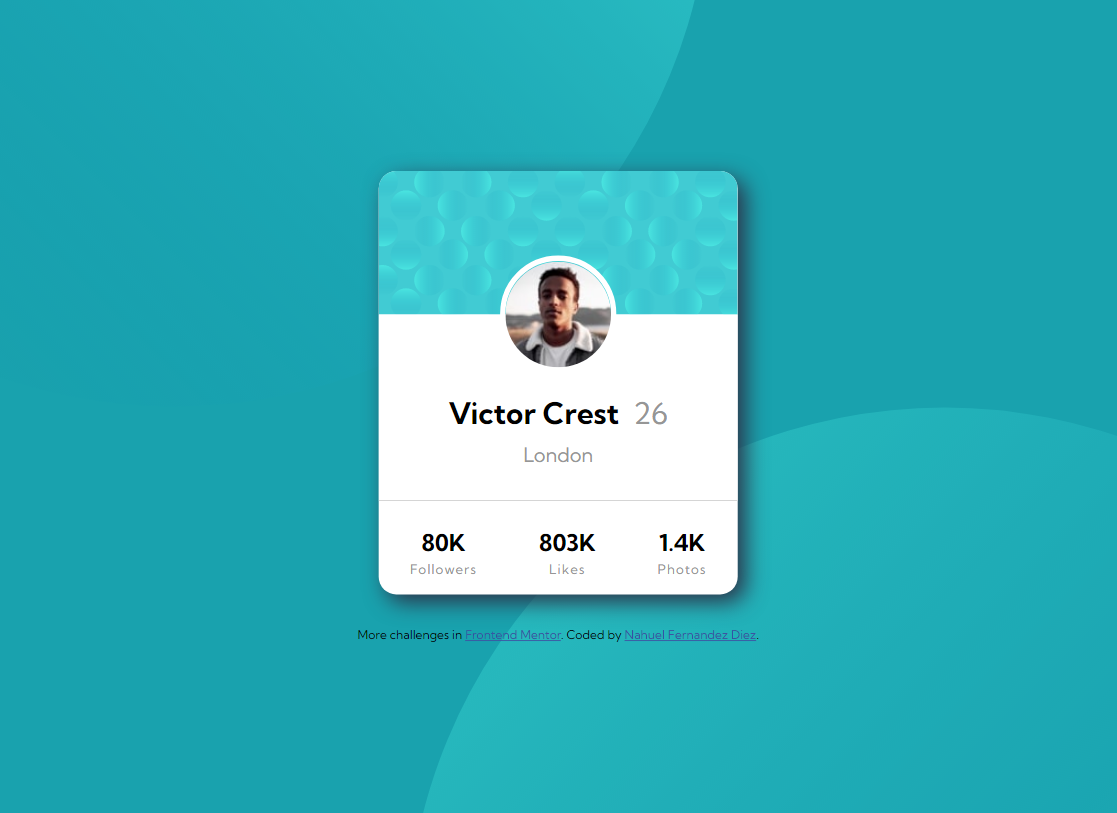 Victor Crest 26
London
80K 803K 1.4K
Followers Likes Photos
More challenges in Frontend Mentor. Coded by Nahuel Fernandez Diez.